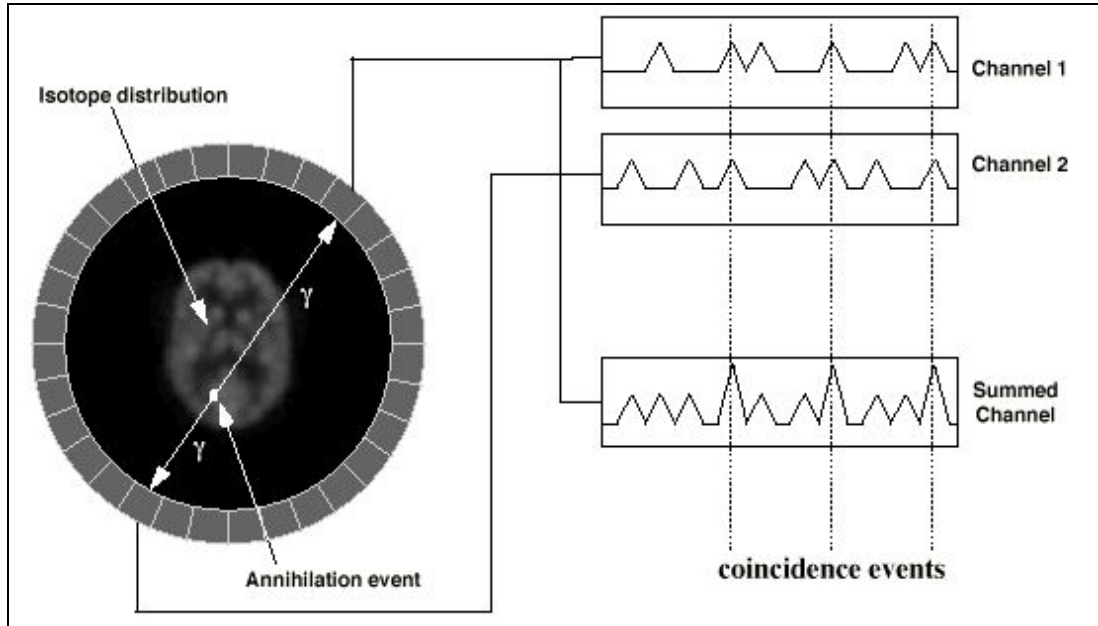 Isotope distribution
γ
γ
Annihilation event
Channel 1
Channel 2
Summed
Channel
coincidence events